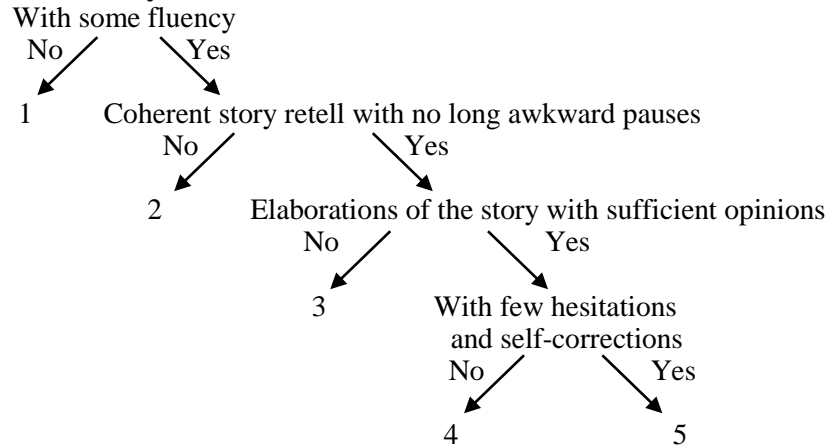 With some fluency
No Yes
1 Coherent story retell with no long awkward pauses
No Yes
2 Elaborations of the story with sufficient opinions
No Yes
3 With few hesitations
and self-corrections
No Yes
4 5